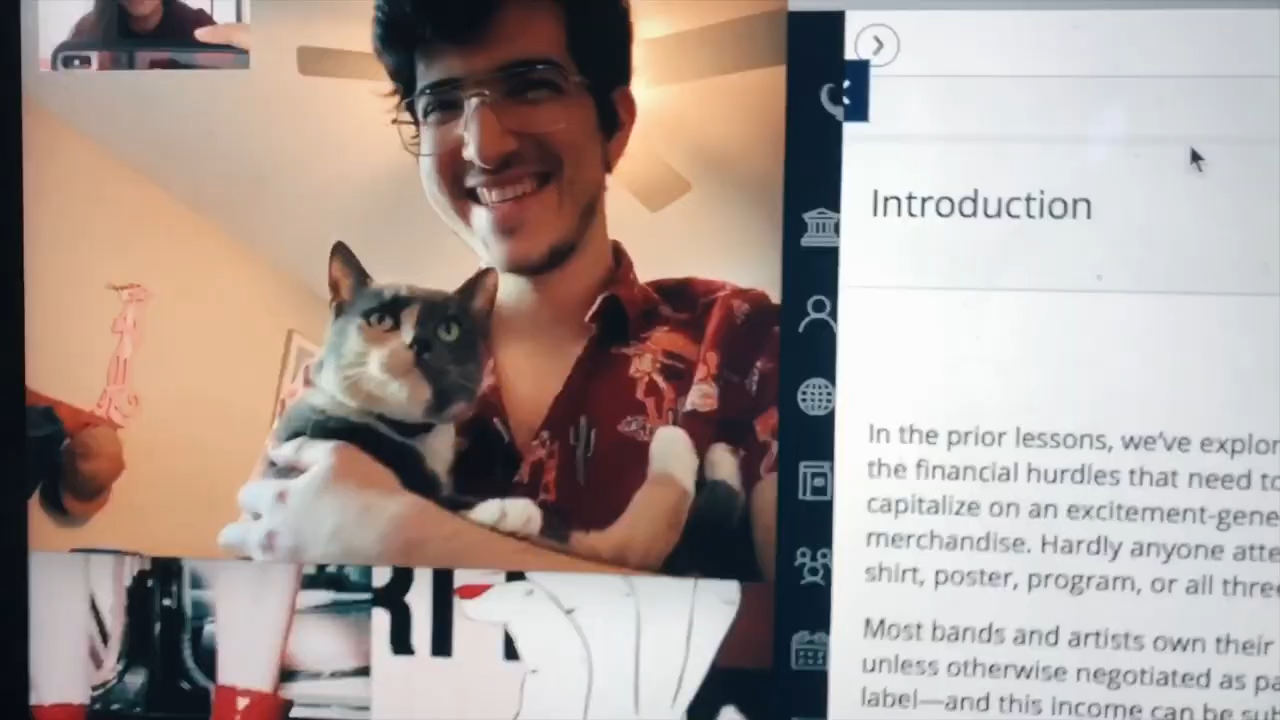 Introduction
In the prior lessons, we've explor
the financial hurdles that need to
capitalize on an excitement-gene
merchandise. Hardly anyone atte
shirt, poster, program, or all three
Most bands and artists own their
unless otherwise negotiated as pa
label—and this income can be sub
RIF